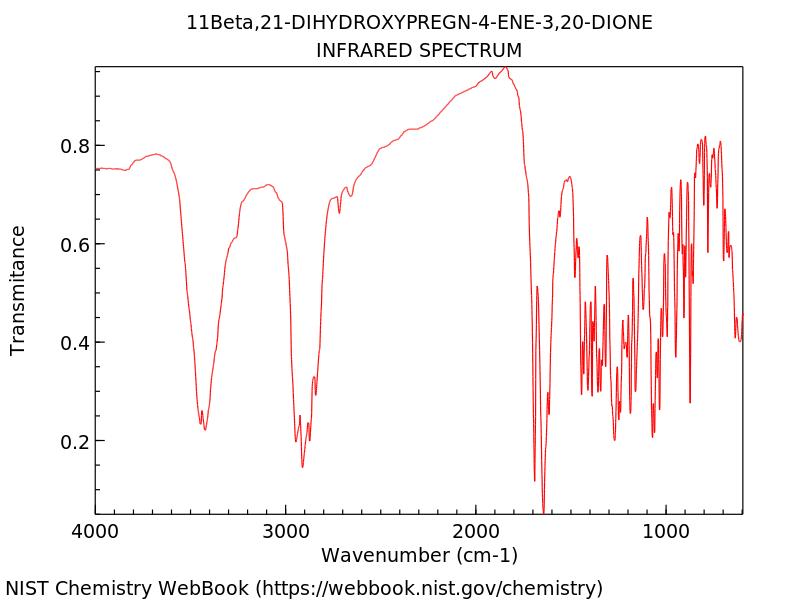 11Beta,21-DIHYDROXYPREGN-4-ENE-3,20-DIONE
INFRARED SPECTRUM
Transmitance
0.8
0.6
0.4
0.2
4000 3000 2000 1000
Wavenumber (cm-1)
NIST Chemistry WebBook (https://webbook.nist.gov/chemistry)